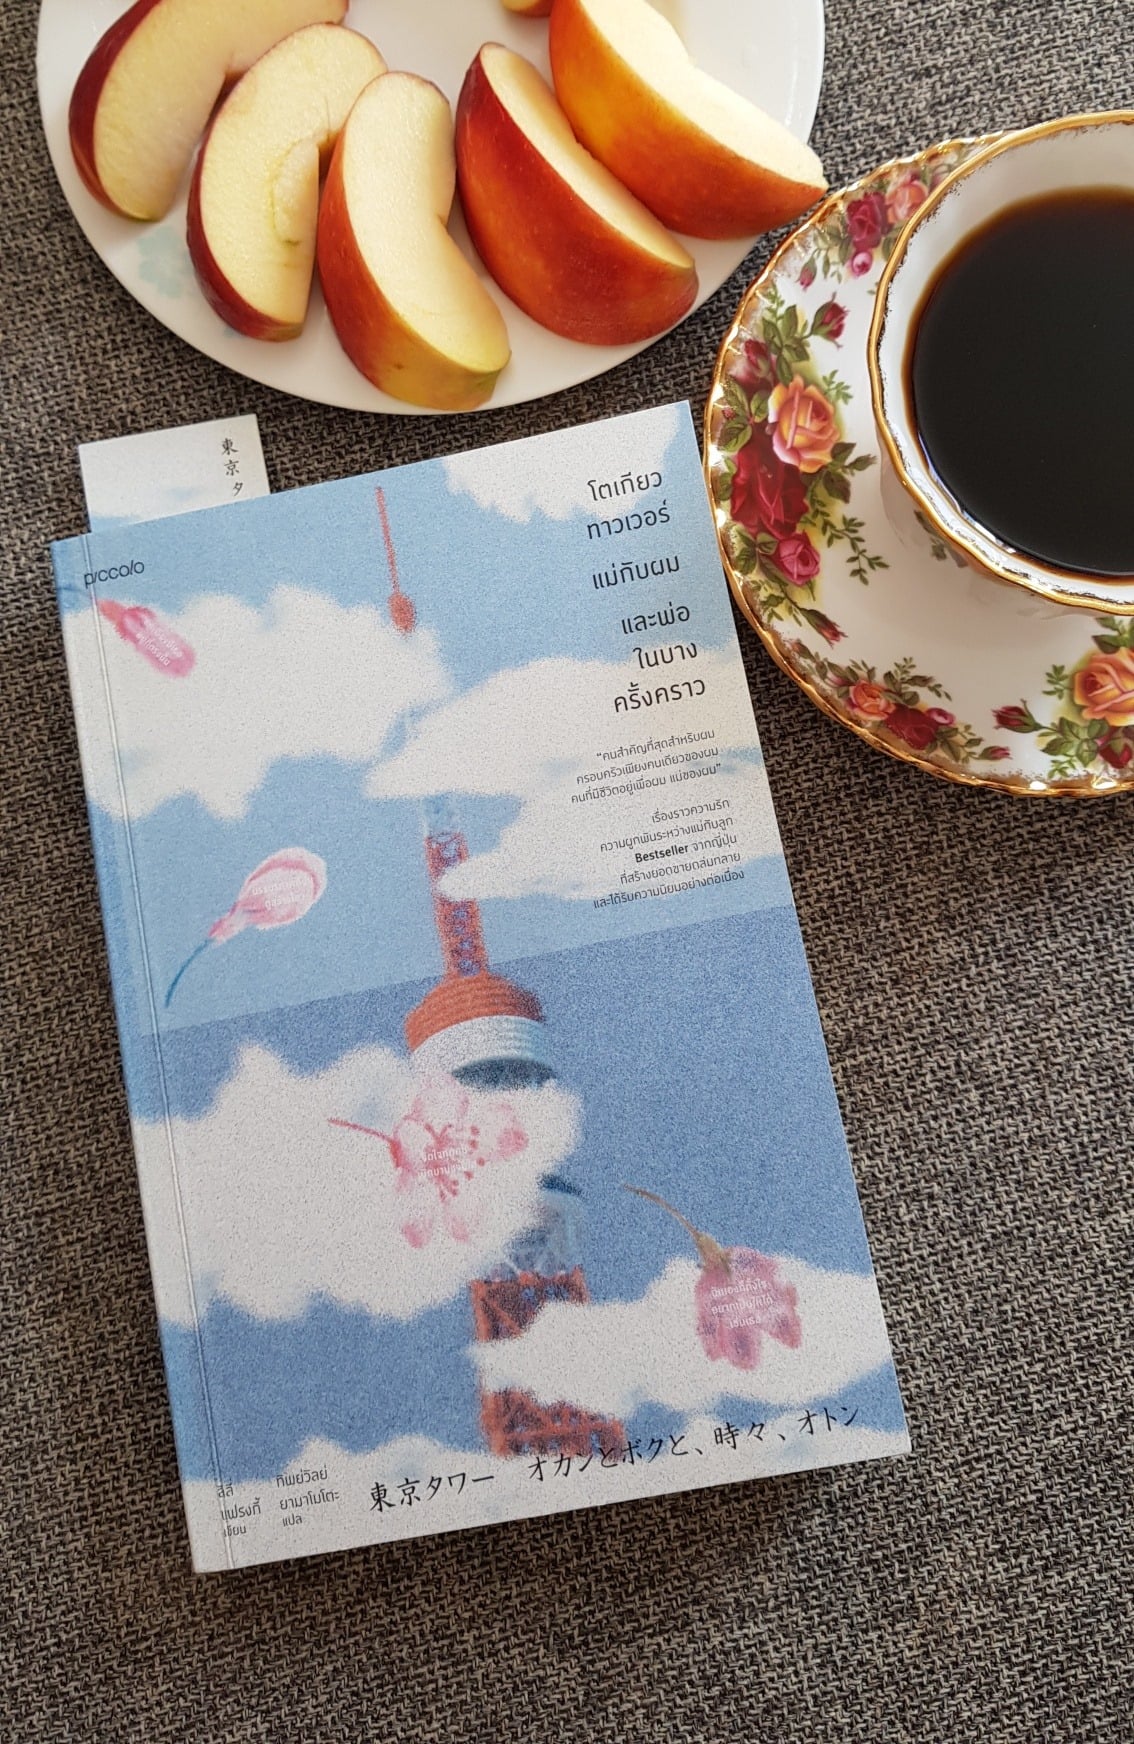 東京タ
piccolo
โตเกียว
ทาวเวอร์
แม่กับผม
และพ่อ
ในบาง
ครั้งคราว
“คนสำคัญที่สุดสำหรับผม
ครอบครัวเพียงคนเดียวของผม
คนที่มีชีวิตอยู่เพื่อผม แม่ของผม”
เรื่องราวความรัก
ความผูกพันระหว่างแม่กับลูก
Bestseller จากญี่ปุ่น
ที่สร้างยอดขายถล่มทลาย
และได้รับความนิยมอย่างต่อเนื่อง
ลิลี่
แฟรงกี้
เขียน
ทิพย์วิลย์
ยามาโมโตะ
แปล
東京タワー オカンとボクと、時々、オトン